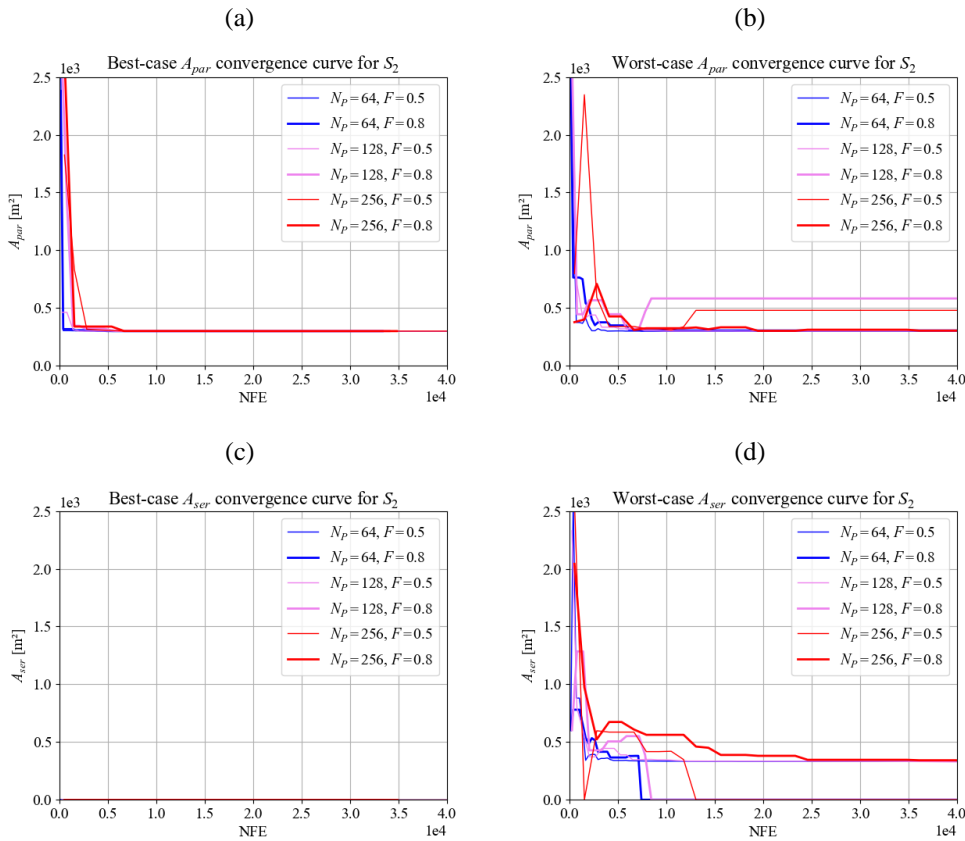 (a)
(b)
Best-case A_par convergence curve for S_2
1e3
2.5
2.0
1.5
1.0
0.5
0.0
A_par [m²]
N_P = 64, F = 0.5
N_P = 64, F = 0.8
N_P = 128, F = 0.5
N_P = 128, F = 0.8
N_P = 256, F = 0.5
N_P = 256, F = 0.8
0.0 0.5 1.0 1.5 2.0 2.5 3.0 3.5 4.0
NFE
1e4
Worst-case A_par convergence curve for S_2
1e3
2.5
2.0
1.5
1.0
0.5
0.0
A_par [m²]
N_P = 64, F = 0.5
N_P = 64, F = 0.8
N_P = 128, F = 0.5
N_P = 128, F = 0.8
N_P = 256, F = 0.5
N_P = 256, F = 0.8
0.0 0.5 1.0 1.5 2.0 2.5 3.0 3.5 4.0
NFE
1e4
(c)
(d)
Best-case A_ser convergence curve for S_2
1e3
2.5
2.0
1.5
1.0
0.5
0.0
A_ser [m²]
N_P = 64, F = 0.5
N_P = 64, F = 0.8
N_P = 128, F = 0.5
N_P = 128, F = 0.8
N_P = 256, F = 0.5
N_P = 256, F = 0.8
0.0 0.5 1.0 1.5 2.0 2.5 3.0 3.5 4.0
NFE
1e4
Worst-case A_ser convergence curve for S_2
1e3
2.5
2.0
1.5
1.0
0.5
0.0
A_ser [m²]
N_P = 64, F = 0.5
N_P = 64, F = 0.8
N_P = 128, F = 0.5
N_P = 128, F = 0.8
N_P = 256, F = 0.5
N_P = 256, F = 0.8
0.0 0.5 1.0 1.5 2.0 2.5 3.0 3.5 4.0
NFE
1e4